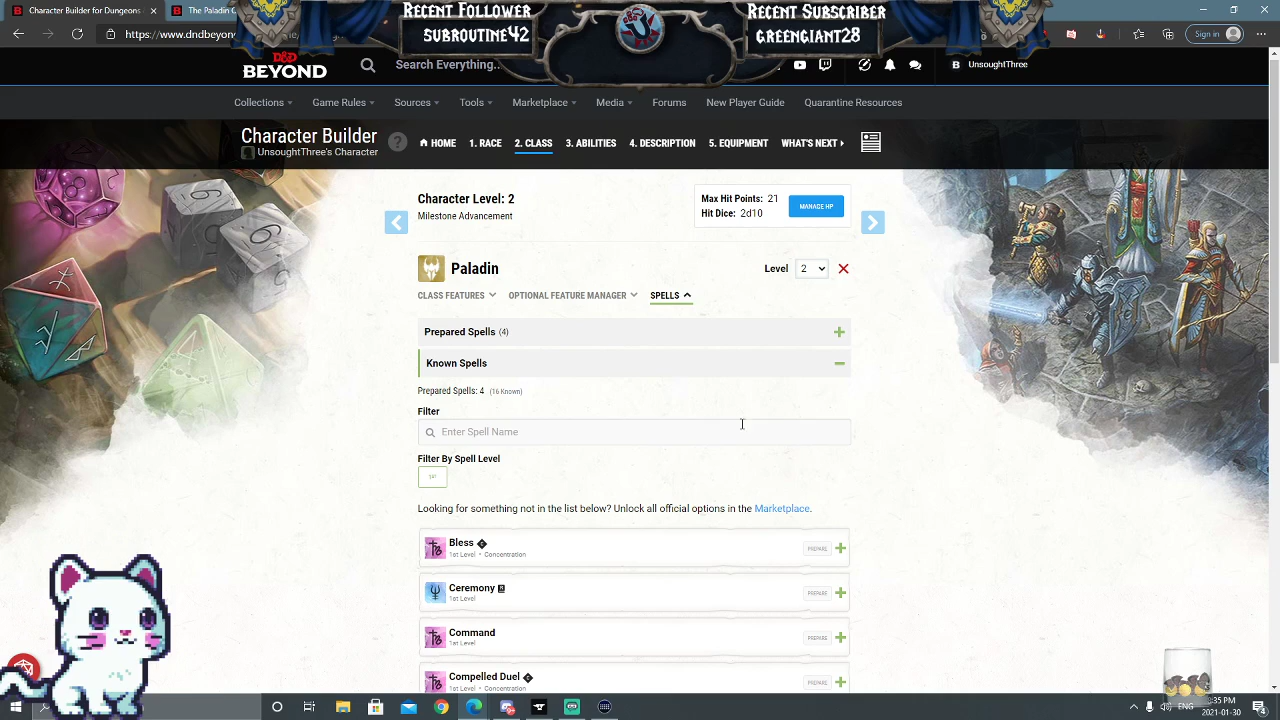 Character Builder for Dungeons
The Paladin
RECENT FOLLOWER
SUBROUTINE42
RECENT SUBSCRIBER
GREENGIANT28
https://www.dndbeyon
Sign in
D&D
BEYOND
Search Everything...
UnsoughtThree
Collections
Game Rules
Sources
Tools
Marketplace
Media
Forums
New Player Guide
Quarantine Resources
Character Builder
UnsoughtThree's Character
HOME
1. RACE
2. CLASS
3. ABILITIES
4. DESCRIPTION
5. EQUIPMENT
WHAT'S NEXT
Character Level: 2
Milestone Advancement
Max Hit Points: 21
Hit Dice: 2d10
MANAGE HP
Paladin
Level 2
CLASS FEATURES
OPTIONAL FEATURE MANAGER
SPELLS
Prepared Spells (4)
Known Spells
Prepared Spells: 4 (16 Known)
Filter
Enter Spell Name
Filter By Spell Level
1st
Looking for something not in the list below? Unlock all official options in the Marketplace.
Bless
1st Level • Concentration
PREPARE
Ceremony
1st Level
PREPARE
Command
1st Level
PREPARE
Compelled Duel
1st Level • Concentration
PREPARE
ENG
:35 PM
2021-01-30